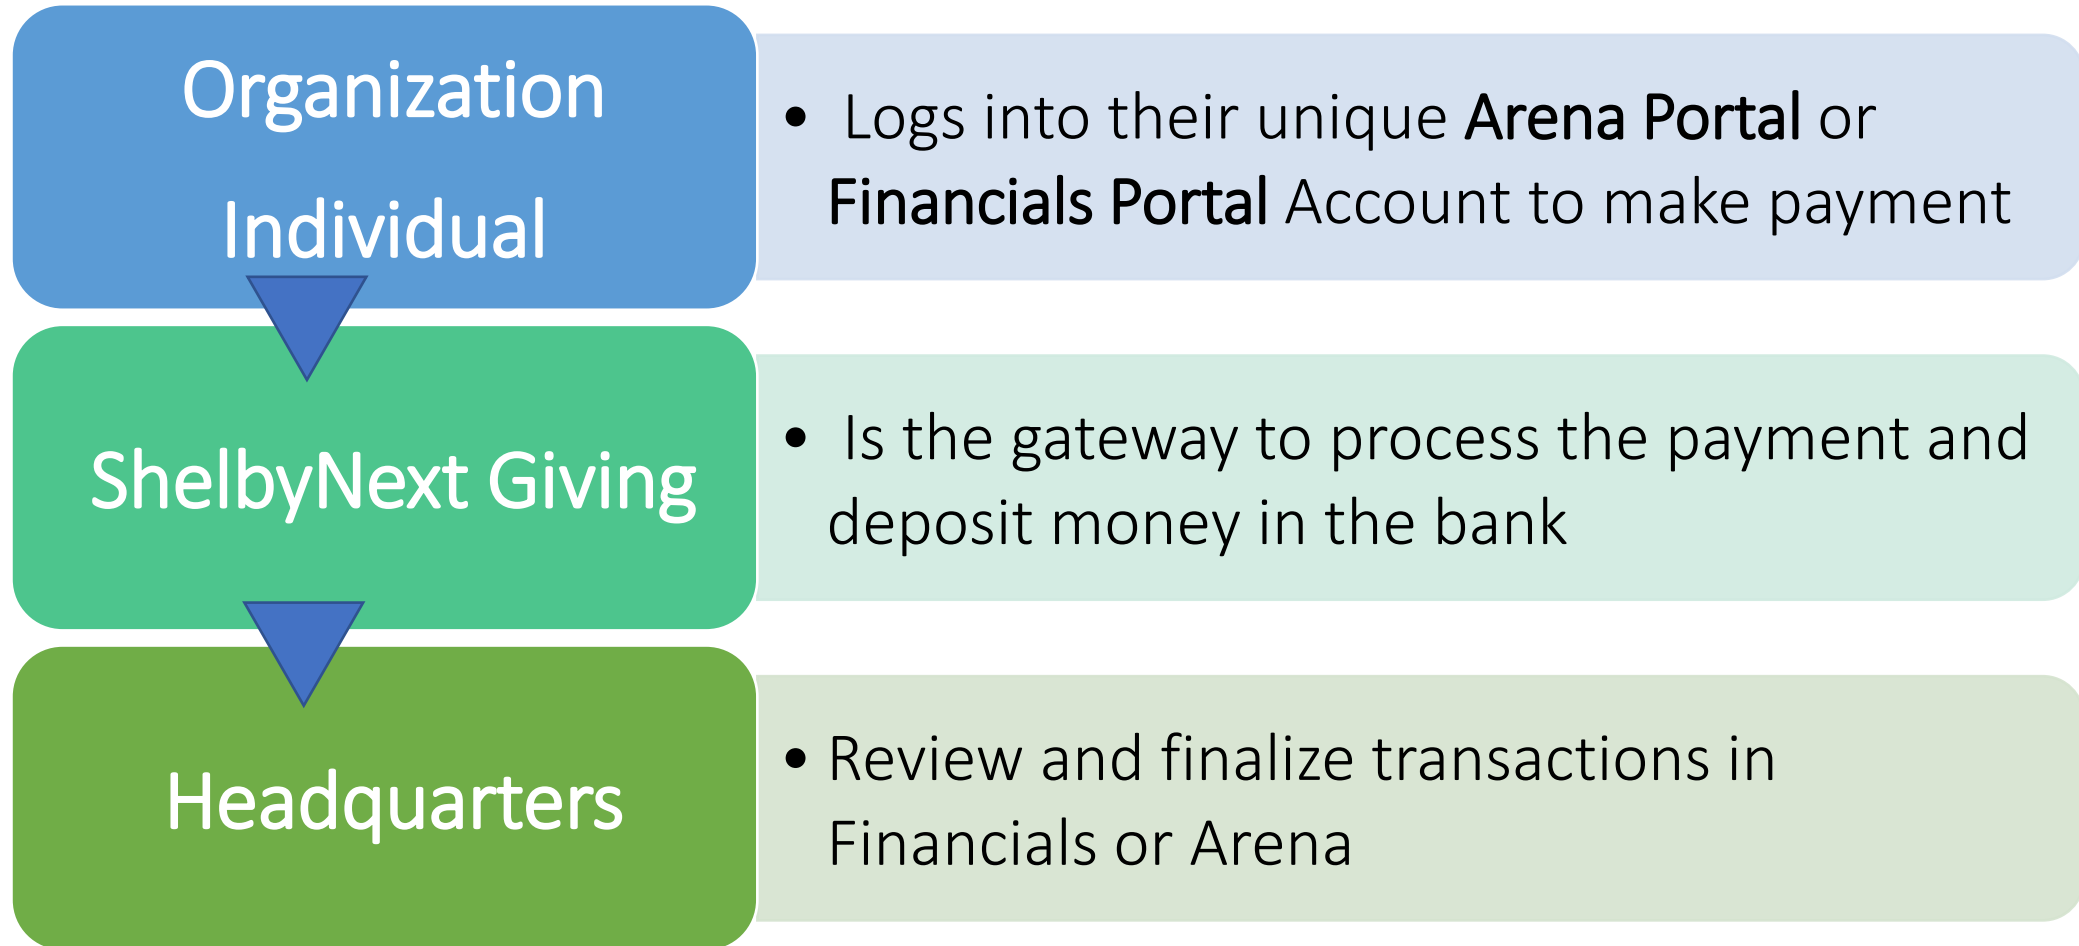 Organization
Individual
• Logs into their unique Arena Portal or
Financials Portal Account to make payment
ShelbyNext Giving
• Is the gateway to process the payment and
deposit money in the bank
Headquarters
• Review and finalize transactions in
Financials or Arena